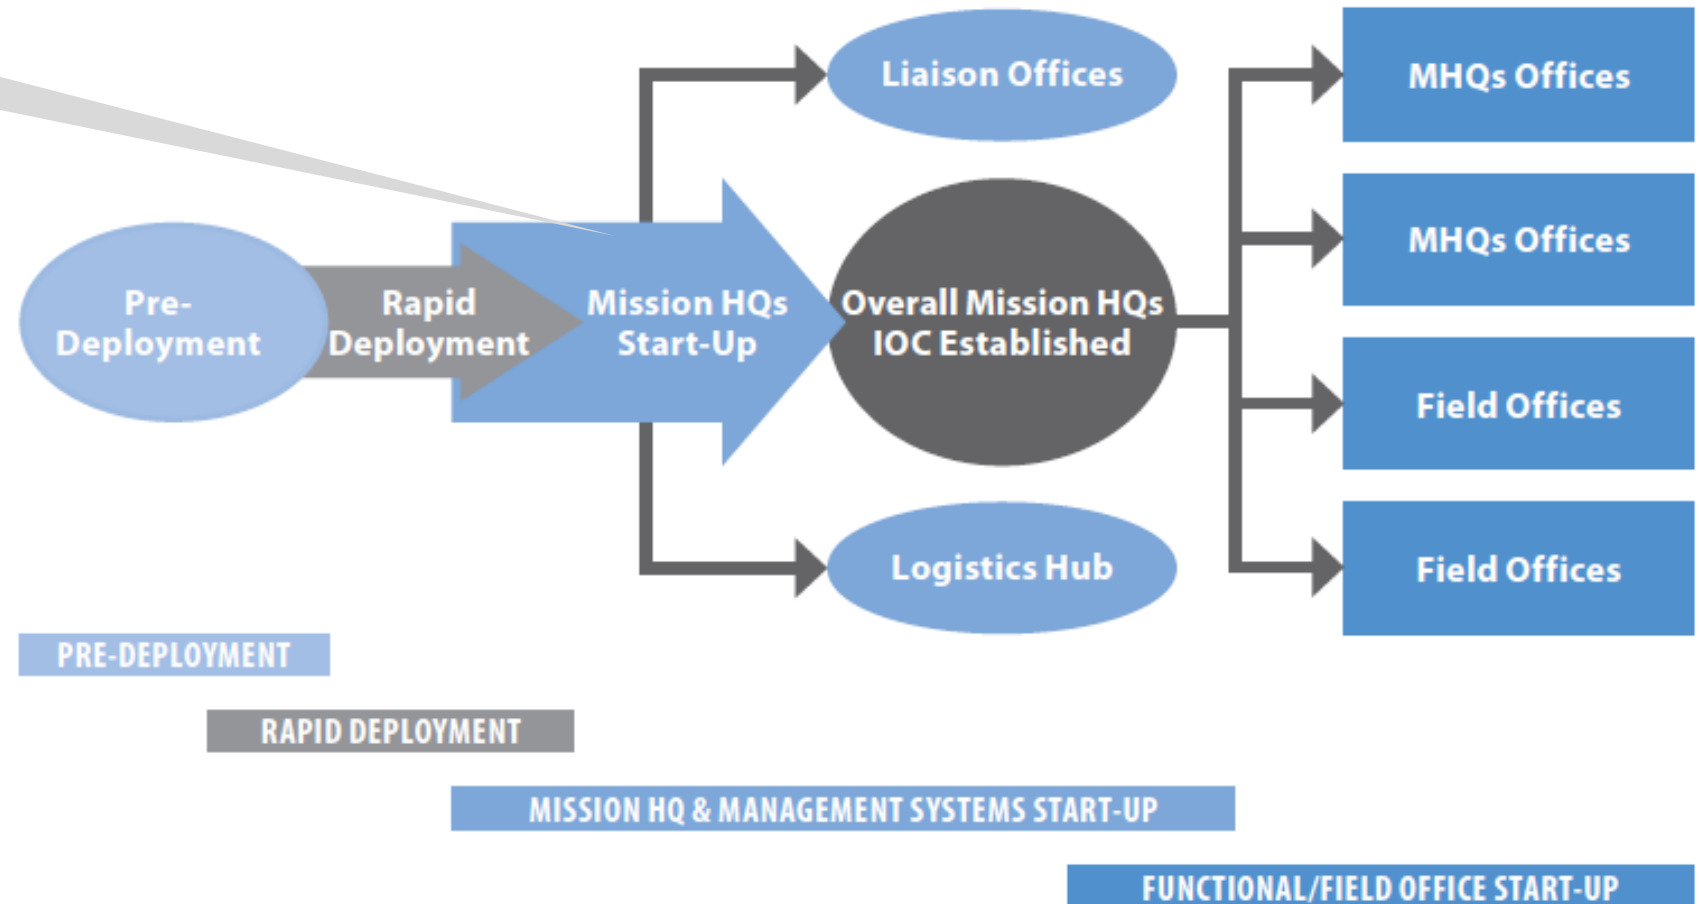 Liaison Offices
MHQs Offices
MHQs Offices
Pre-
Deployment
Rapid
Deployment
Mission HQs
Start-Up
Overall Mission HQs
IOC Established
Field Offices
Logistics Hub
Field Offices
PRE-DEPLOYMENT
RAPID DEPLOYMENT
MISSION HQ & MANAGEMENT SYSTEMS START-UP
FUNCTIONAL/FIELD OFFICE START-UP